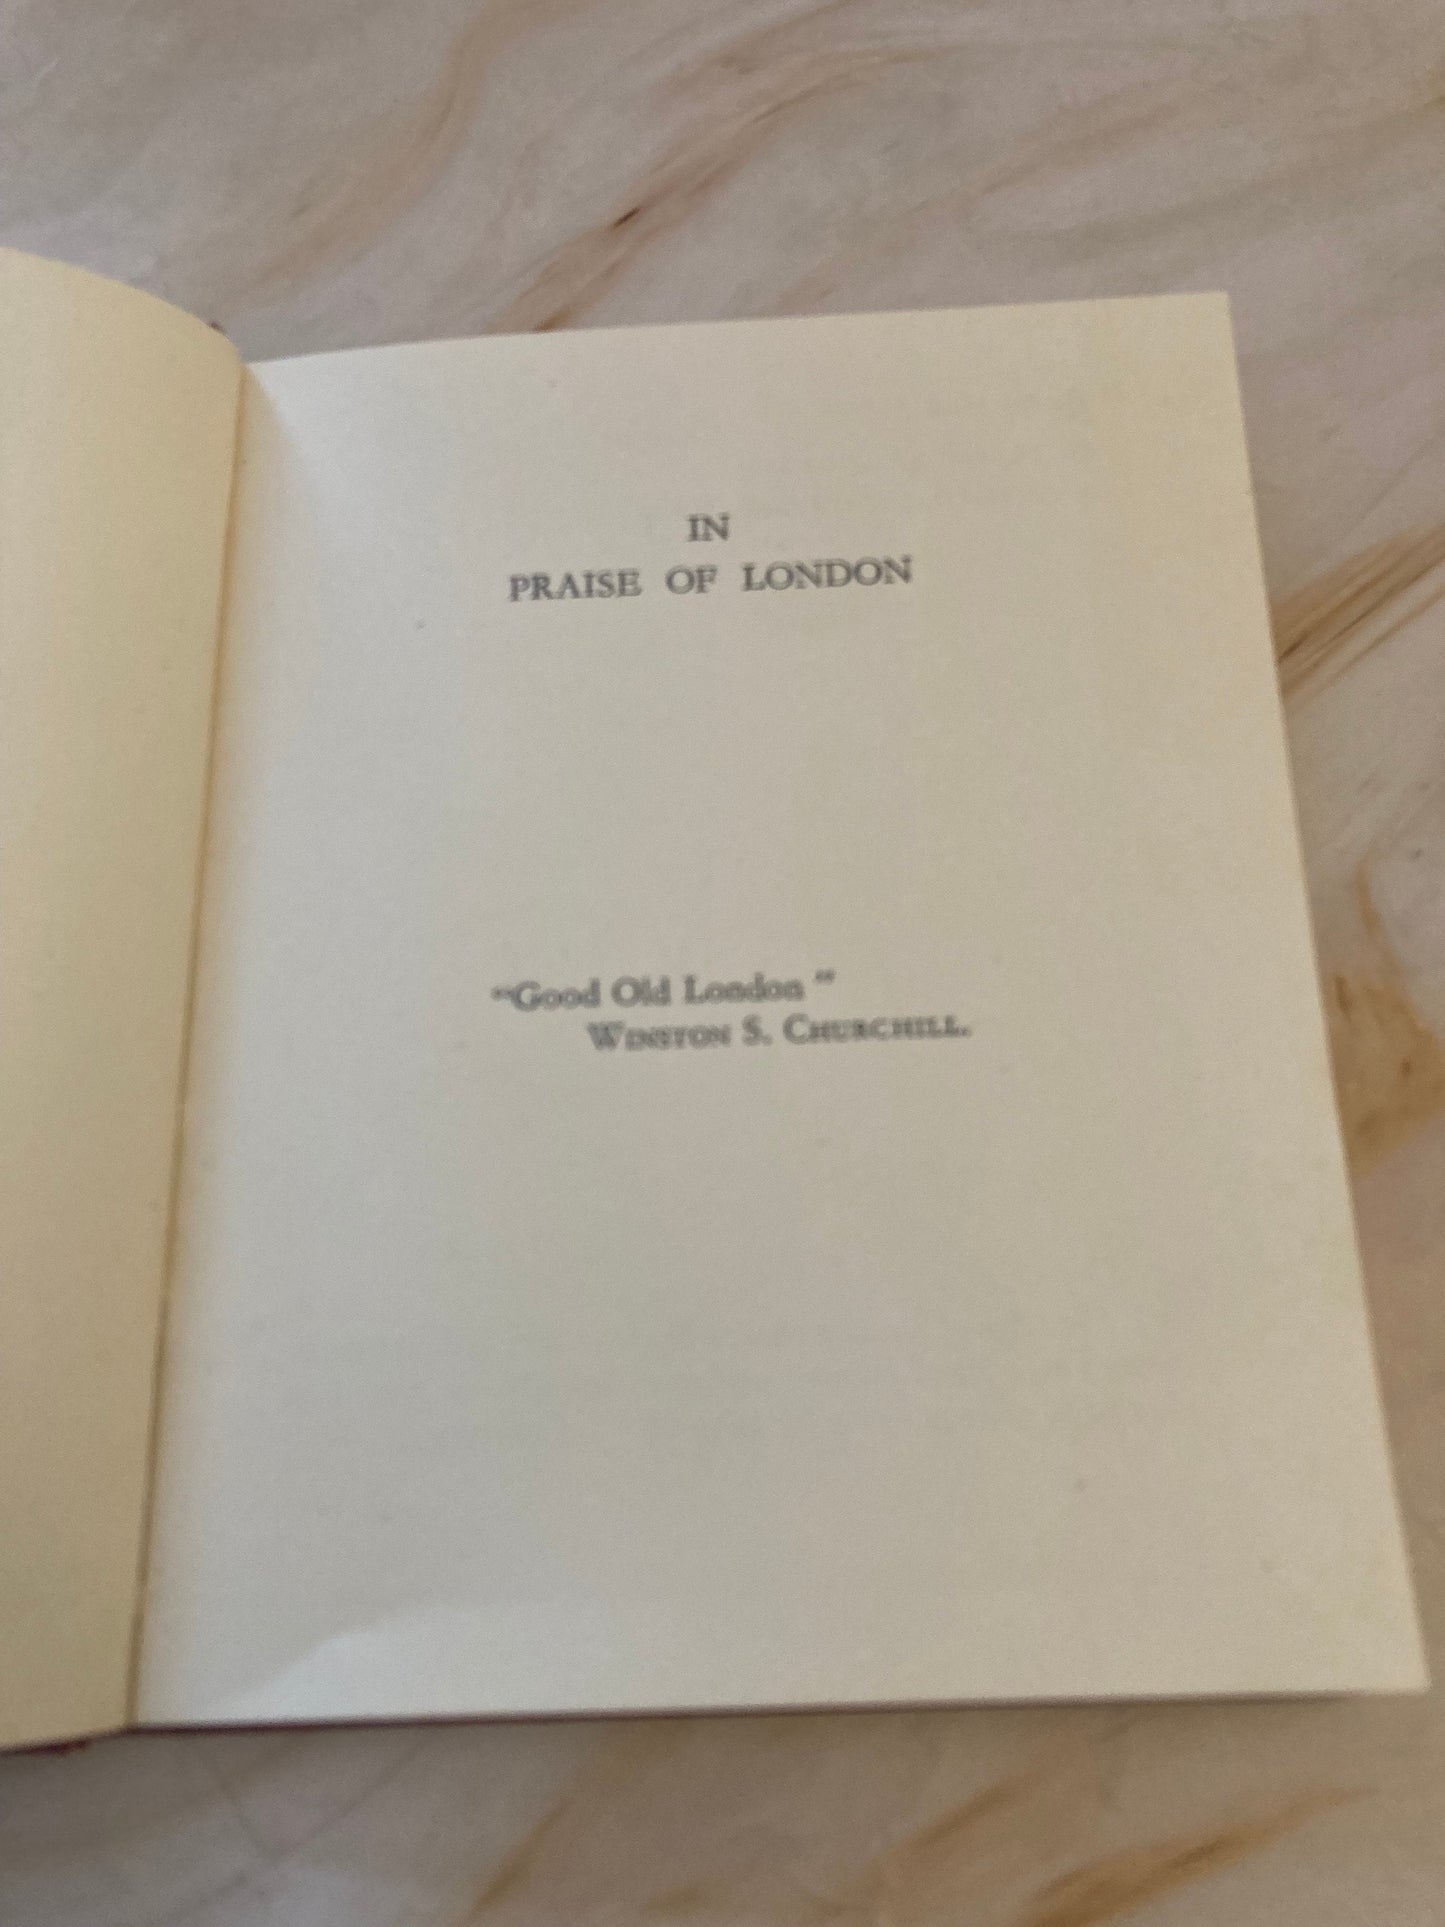 IN
PRAISE OF LONDON
"Good Old London"
WINSTON S. CHURCHILL.